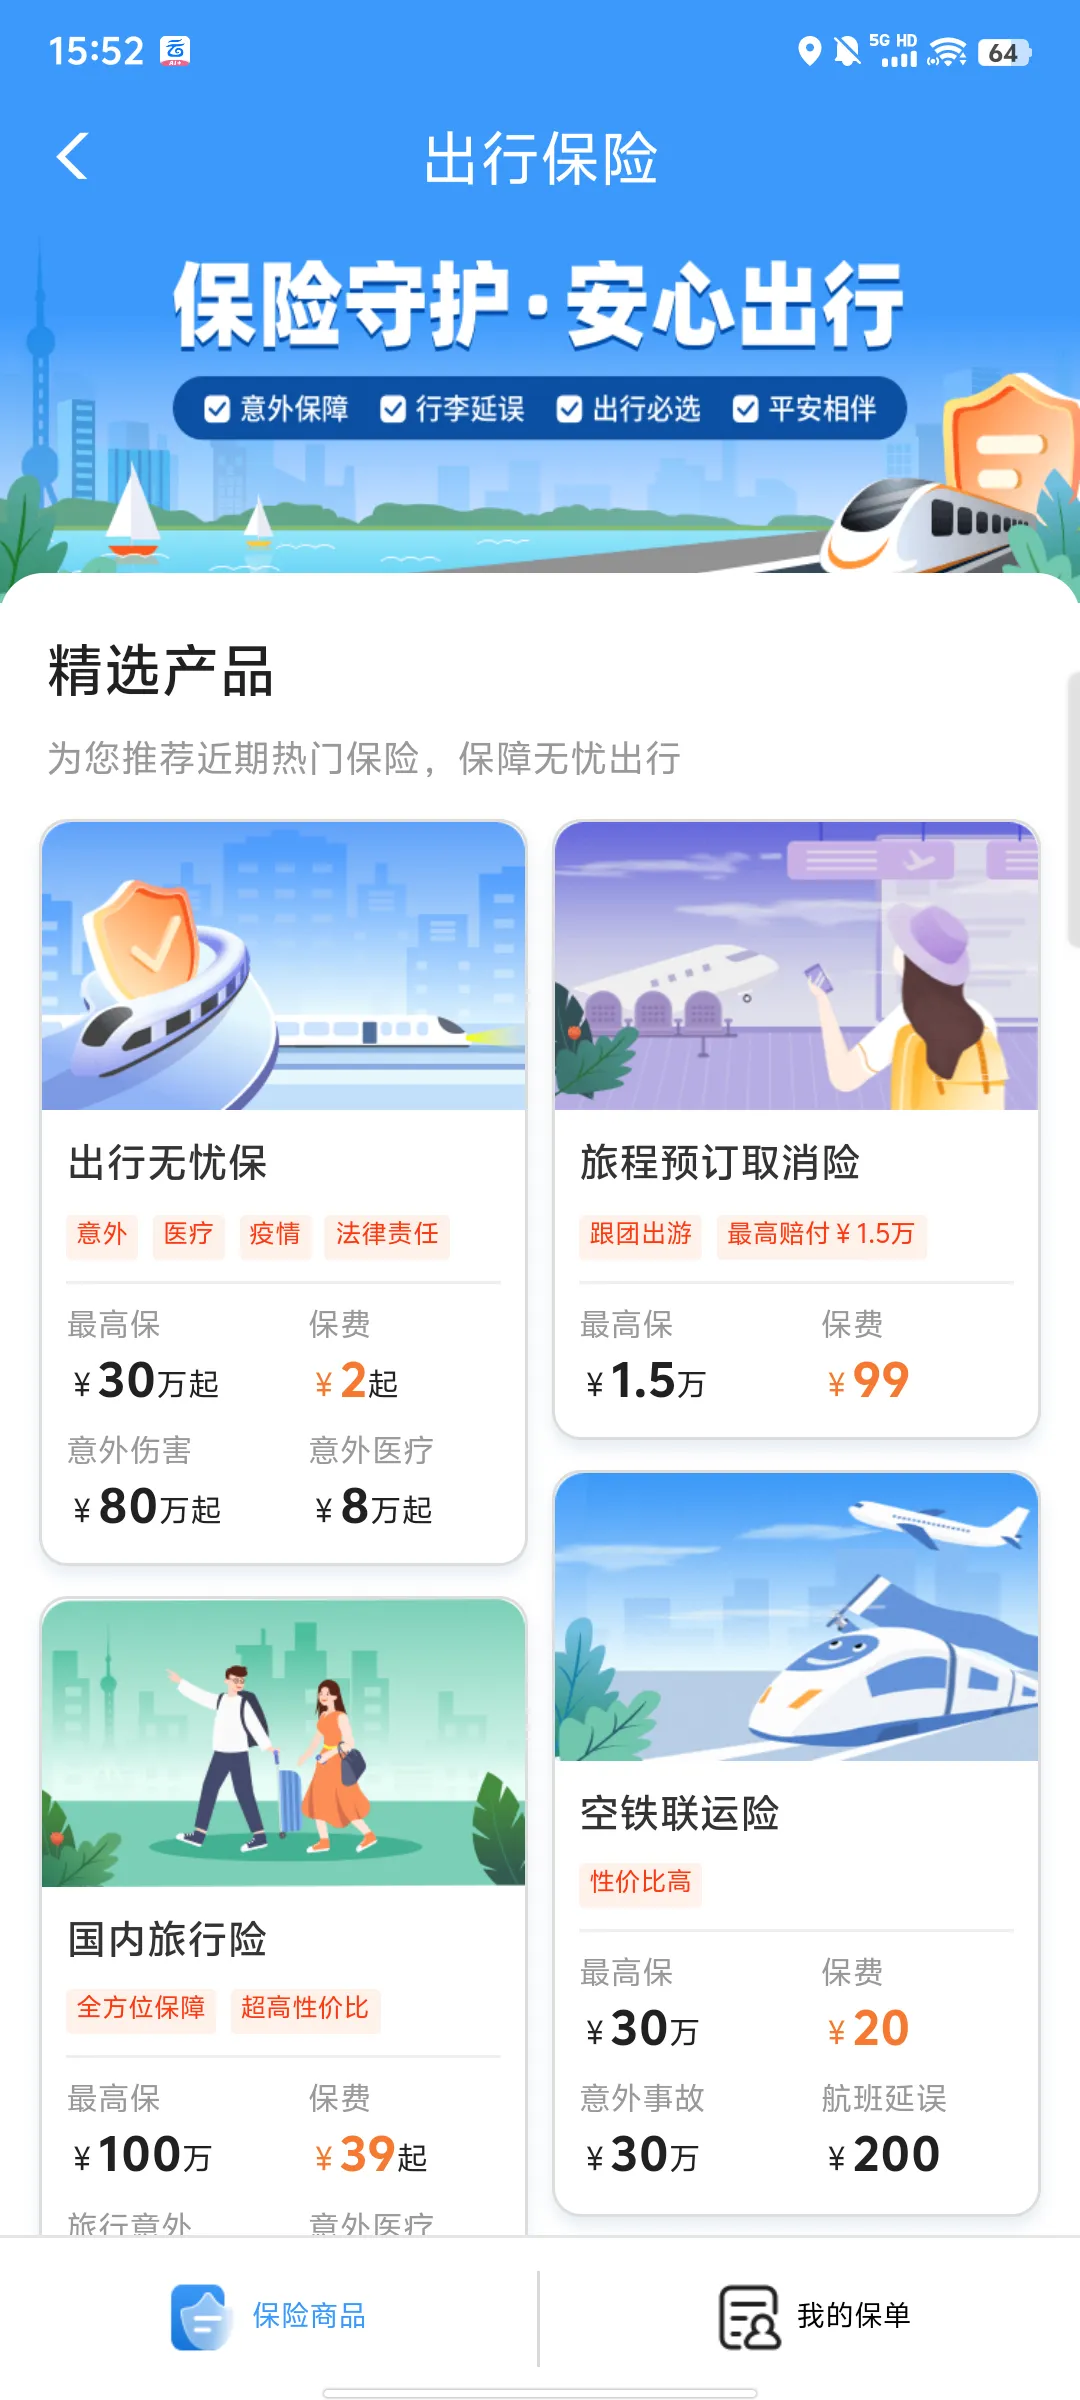 15:52
5G HD
64
出行保险
保险守护·安心出行
意外保障 行李延误 出行必选 平安相伴
精选产品
为您推荐近期热门保险，保障无忧出行
出行无忧保
意外 医疗 疫情 法律责任
最高保 保费
¥30万起 ¥2起
意外伤害 意外医疗
¥80万起 ¥8万起
旅程预订取消险
跟团出游 最高赔付¥1.5万
最高保 保费
¥1.5万 ¥99
国内旅行险
全方位保障 超高性价比
最高保 保费
¥100万 ¥39起
旅行意外 意外医疗
空铁联运险
性价比高
最高保 保费
¥30万 ¥20
意外事故 航班延误
¥30万 ¥200
保险商品 我的保单